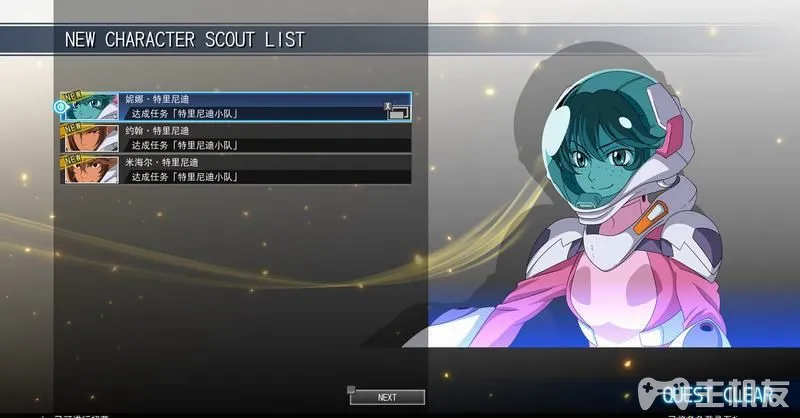 NEW CHARACTER SCOUT LIST
NEW
妮娜·特里尼迪
达成任务「特里尼迪小队」
X
NEW
约翰·特里尼迪
达成任务「特里尼迪小队」
NEW
米海尔·特里尼迪
达成任务「特里尼迪小队」
NEXT
QUEST CLEAR
主机友